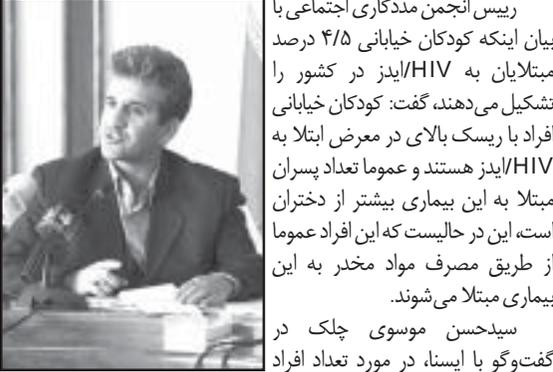 رییس انجمن مددکاری اجتماعی با
بیان اینکه کودکان خیابانی ۴/۵ درصد
مبتلایان به HIV/ایدز در کشور را
تشکیل می‌دهند، گفت: کودکان خیابانی
افراد با ریسک بالای در معرض ابتلا به
HIV/ایدز هستند و عموما تعداد پسران
مبتلا به این بیماری بیشتر از دختران
است، این در حالیست که این افراد عموما
از طریق مصرف مواد مخدر به این
بیماری مبتلا می‌شوند.
سیدحسن موسوی چلک در
گفت‌وگو با ایسنا، در مورد تعداد افراد